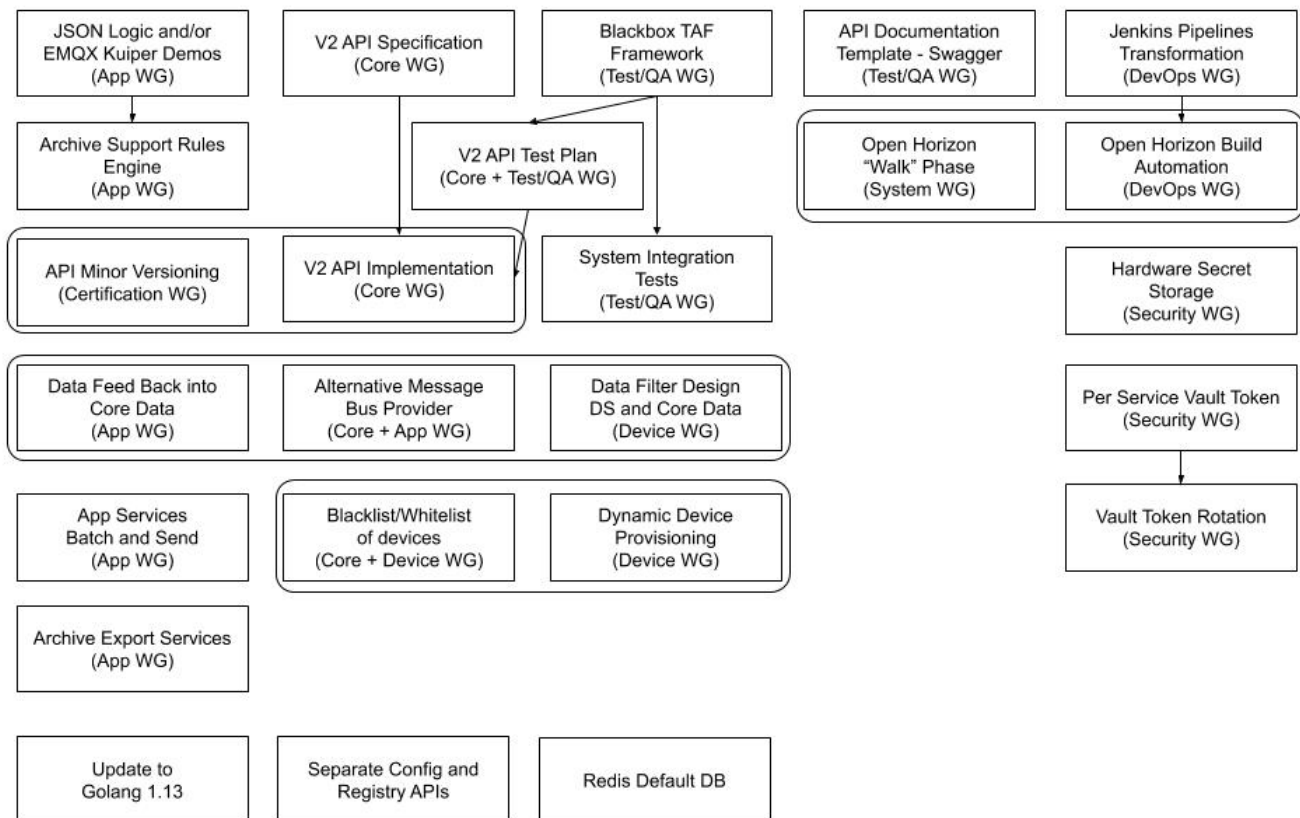 JSON Logic and/or
EMQX Kuiper Demos
(App WG)
V2 API Specification
(Core WG)
Blackbox TAF
Framework
(Test/QA WG)
API Documentation
Template - Swagger
(Test/QA WG)
Jenkins Pipelines
Transformation
(DevOps WG)
Archive Support Rules
Engine
(App WG)
V2 API Test Plan
(Core + Test/QA WG)
Open Horizon
“Walk” Phase
(System WG)
Open Horizon Build
Automation
(DevOps WG)
API Minor Versioning
(Certification WG)
V2 API Implementation
(Core WG)
System Integration
Tests
(Test/QA WG)
Hardware Secret
Storage
(Security WG)
Data Feed Back into
Core Data
(App WG)
Alternative Message
Bus Provider
(Core + App WG)
Data Filter Design
DS and Core Data
(Device WG)
Per Service Vault Token
(Security WG)
App Services
Batch and Send
(App WG)
Blacklist/Whitelist
of devices
(Core + Device WG)
Dynamic Device
Provisioning
(Device WG)
Vault Token Rotation
(Security WG)
Archive Export Services
(App WG)
Update to
Golang 1.13
Separate Config and
Registry APIs
Redis Default DB